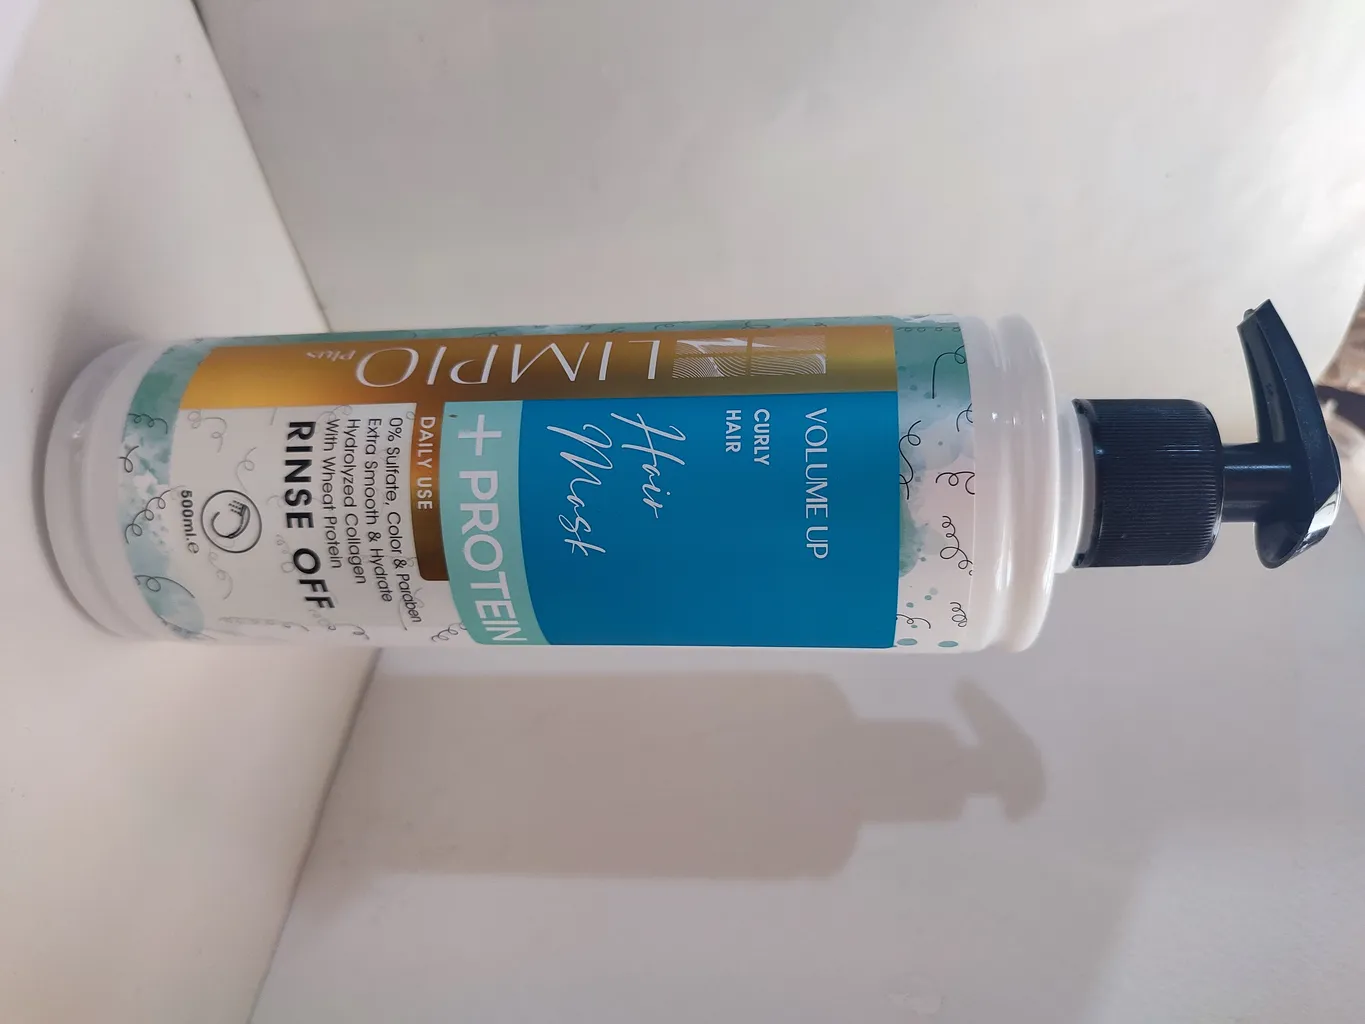 LIMPIO
Plus
VOLUME UP
CURLY
HAIR
Hair
Mask
+ PROTEIN
DAILY USE
0% Sulfate, Color & Paraben
Extra Smooth & Hydrate
Hydrolyzed Collagen
With Wheat Protein
RINSE OFF
500ml.e